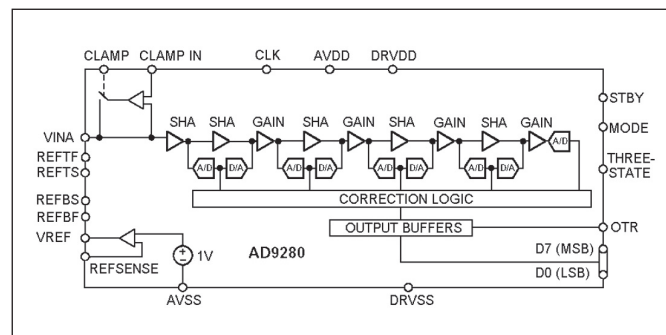 CLAMP CLAMP IN CLK AVDD DRVDD
STBY
SHA SHA GAIN SHA GAIN SHA GAIN SHA GAIN
MODE
VINA
A/D
REFTF
A/D D/A A/D D/A A/D D/A A/D D/A
THREE-
STATE
REFTS
CORRECTION LOGIC
REFBS
REFBF
OUTPUT BUFFERS
OTR
VREF
D7 (MSB)
1V
AD9280
REFSENSE
D0 (LSB)
AVSS
DRVSS